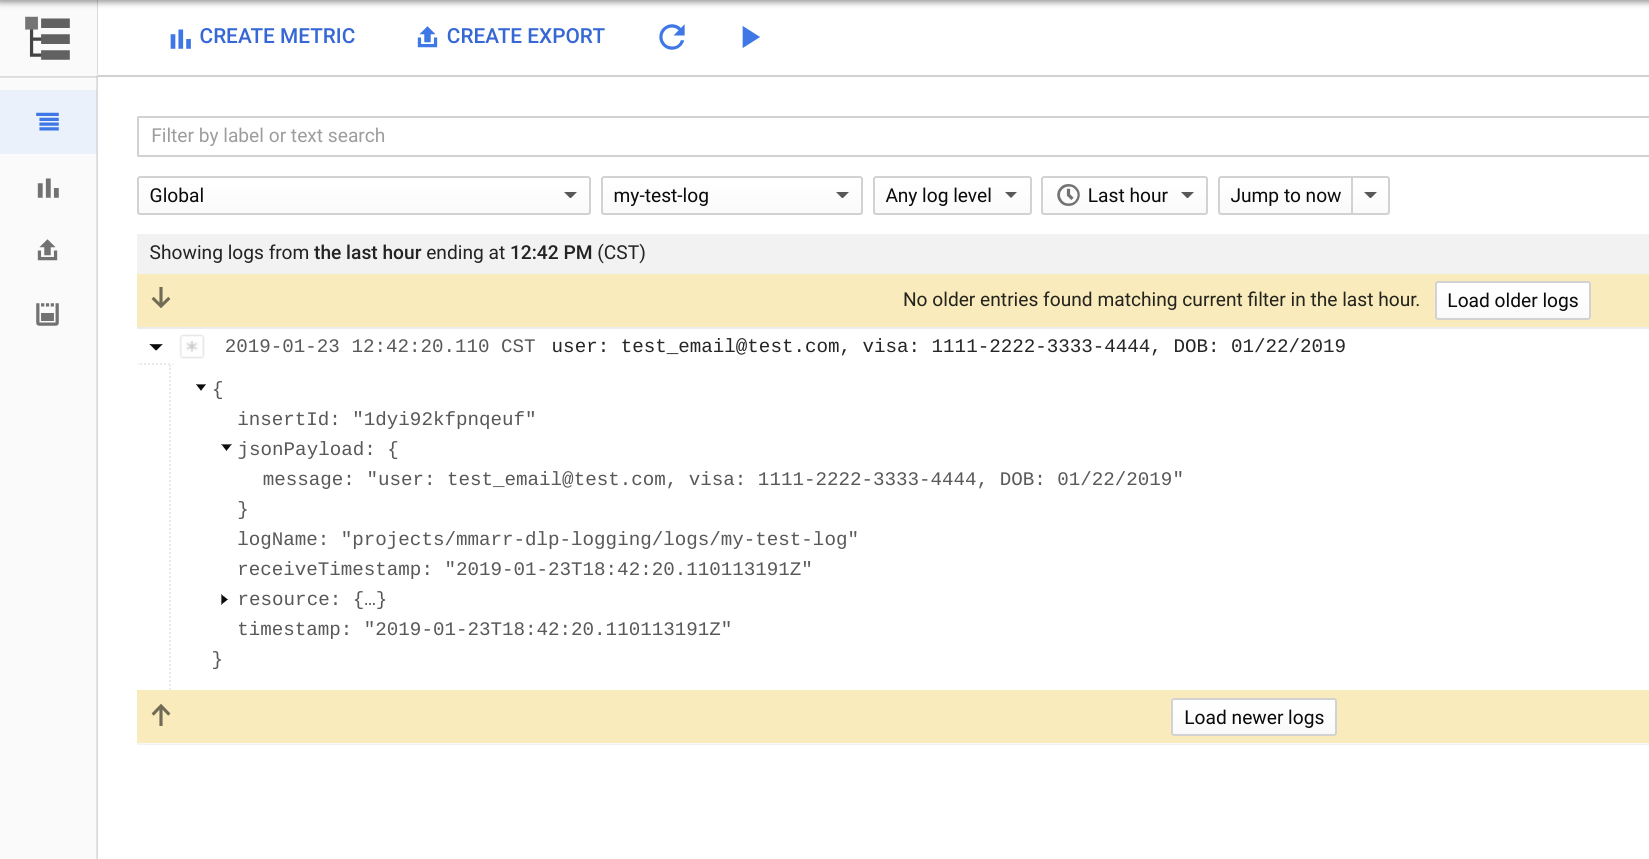 CREATE METRIC CREATE EXPORT
Filter by label or text search
Global my-test-log Any log level Last hour Jump to now
Showing logs from the last hour ending at 12:42 PM (CST)
No older entries found matching current filter in the last hour. Load older logs
2019-01-23 12:42:20.110 CST user: test_email@test.com, visa: 1111-2222-3333-4444, DOB: 01/22/2019
{
insertId: "1dyi92kfpnqeuf"
jsonPayload: {
message: "user: test_email@test.com, visa: 1111-2222-3333-4444, DOB: 01/22/2019"
}
logName: "projects/mmarr-dlp-logging/logs/my-test-log"
receiveTimestamp: "2019-01-23T18:42:20.110113191Z"
resource: {…}
timestamp: "2019-01-23T18:42:20.110113191Z"
}
Load newer logs